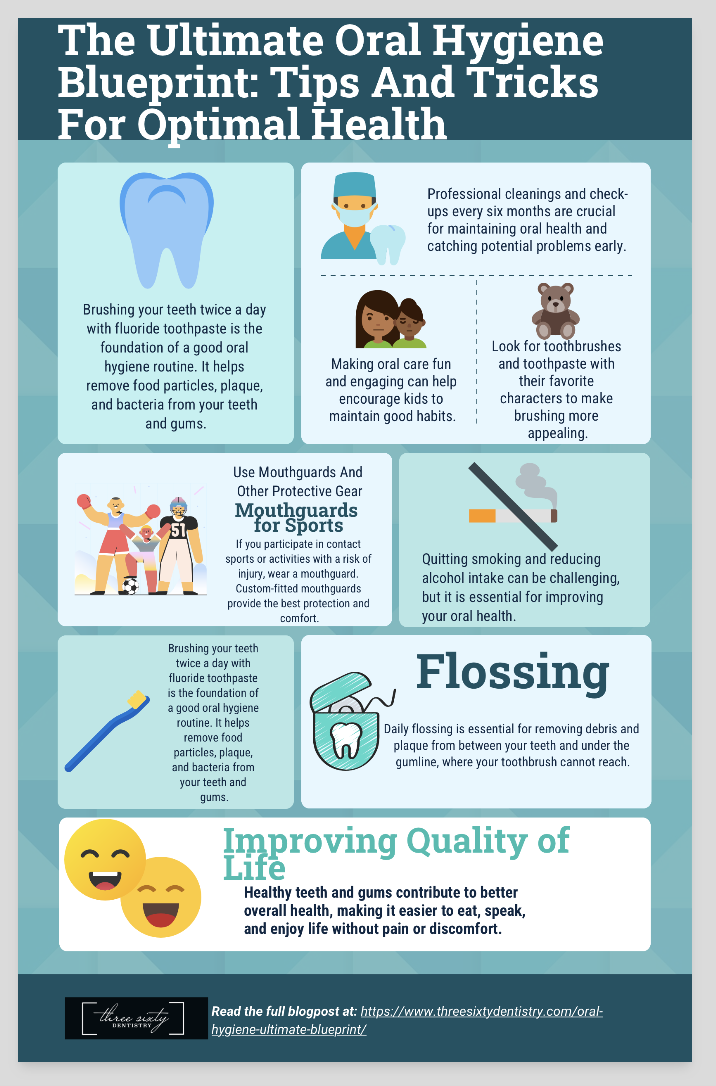 The Ultimate Oral Hygiene
Blueprint: Tips And Tricks
For Optimal Health
Brushing your teeth twice a day
with fluoride toothpaste is the
foundation of a good oral
hygiene routine. It helps
remove food particles, plaque,
and bacteria from your teeth
and gums.
Professional cleanings and check-
ups every six months are crucial
for maintaining oral health and
catching potential problems early.
Making oral care fun
and engaging can help
encourage kids to
maintain good habits.
Look for toothbrushes
and toothpaste with
their favorite
characters to make
brushing more
appealing.
51
Use Mouthguards And
Other Protective Gear
Mouthguards
for Sports
If you participate in contact
sports or activities with a risk of
injury, wear a mouthguard.
Custom-fitted mouthguards
provide the best protection and
comfort.
Quitting smoking and reducing
alcohol intake can be challenging,
but it is essential for improving
your oral health.
Brushing your teeth
twice a day with
fluoride toothpaste
is the foundation of
a good oral hygiene
routine. It helps
remove food
particles, plaque,
and bacteria from
your teeth and
gums.
Flossing
Daily flossing is essential for removing debris and
plaque from between your teeth and under the
gumline, where your toothbrush cannot reach.
Improving Quality of
Life
Healthy teeth and gums contribute to better
overall health, making it easier to eat, speak,
and enjoy life without pain or discomfort.
three sixty
DENTISTRY
Read the full blogpost at: https://www.threesixtydentistry.com/oral-
hygiene-ultimate-blueprint/